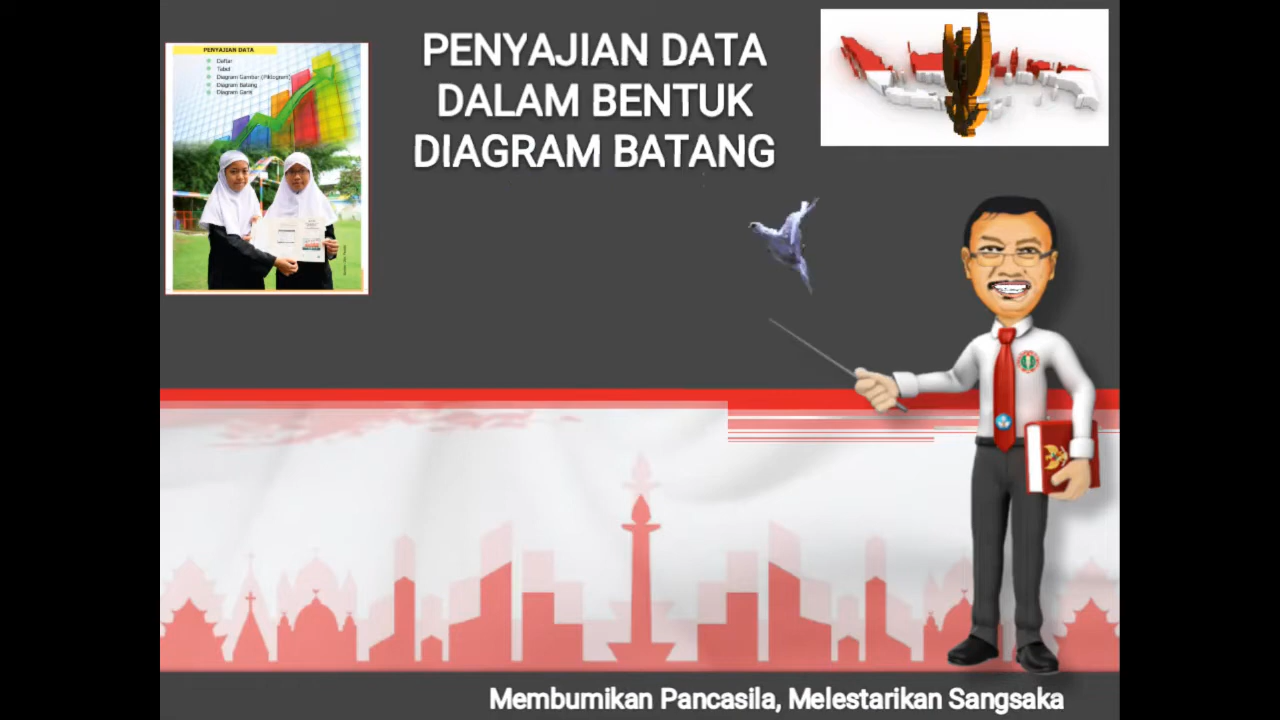 PENYAJIAN DATA
Daftar
Tabel
Diagram Gambar (Piktogram)
Diagram Batang
Diagram Garis
PENYAJIAN DATA
DALAM BENTUK
DIAGRAM BATANG
Membumikan Pancasila, Melestarikan Sangsaka